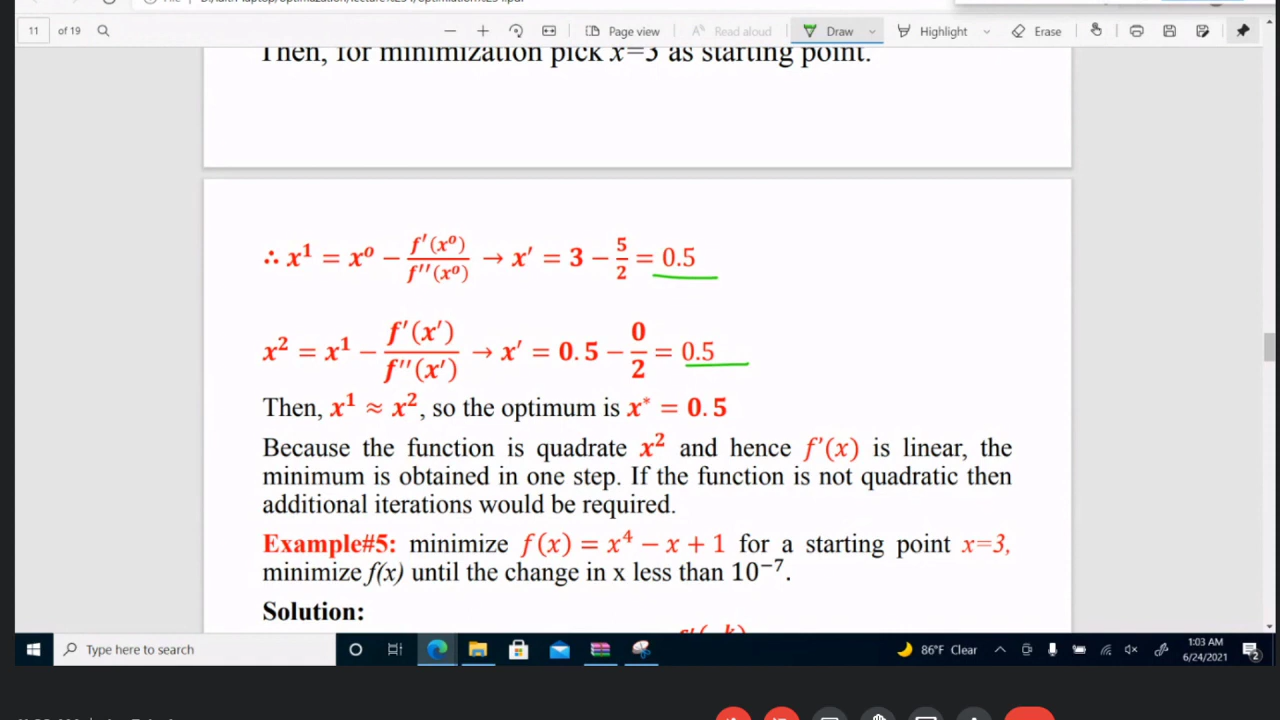 11 of 19 Page view Read aloud Draw Highlight Erase
Then, for minimization pick x=3 as starting point.
∴ x¹ = xᵒ − f′(xᵒ)/f′′(xᵒ) → x′ = 3 − 5/2 = 0.5
x² = x¹ − f′(x′)/f′′(x′) → x′ = 0.5 − 0/2 = 0.5
Then, x¹ ≈ x², so the optimum is x* = 0.5
Because the function is quadrate x² and hence f’(x) is linear, the
minimum is obtained in one step. If the function is not quadratic then
additional iterations would be required.
Example#5: minimize f(x) = x⁴ − x + 1 for a starting point x=3,
minimize f(x) until the change in x less than 10⁻⁷.
Solution:
Type here to search
86°F Clear
1:03 AM
6/24/2021
2